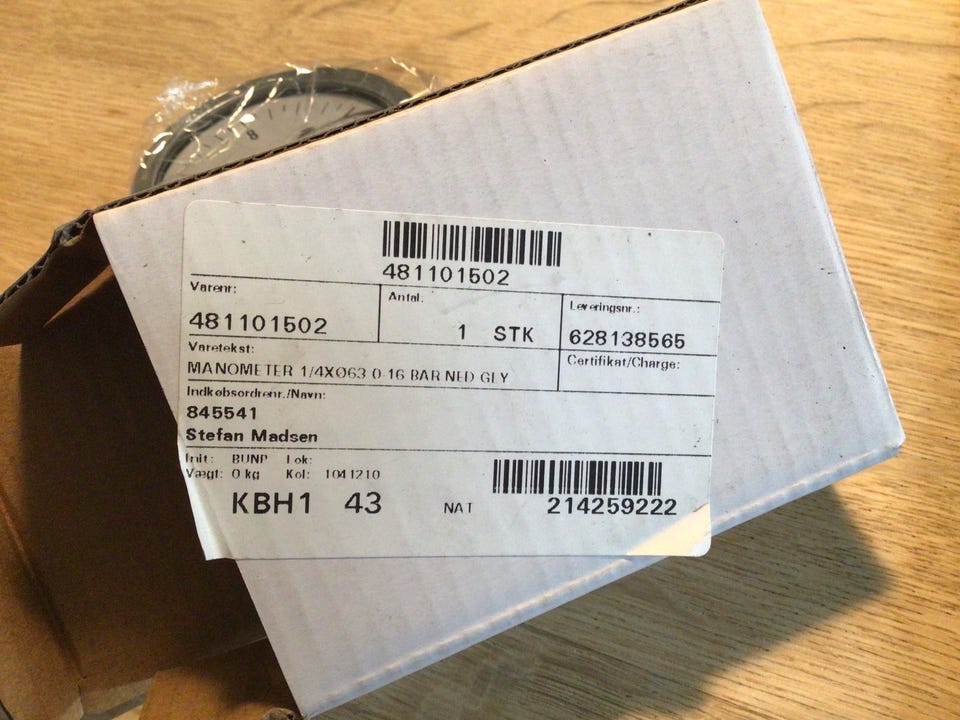 8
481101502
Varenr:
Antal:
Leveringsnr.:
481101502
1 STK
628138565
Varetekst:
Certifikat/Charge:
MANOMETER 1/4XØ63 0-16 BAR NED GLY
Indkøbsordrenr./Navn:
845541
Stefan Madsen
Init: BUNP Lok:
Vægt: 0 kg Kol: 1041210
KBH1 43 NAT 214259222